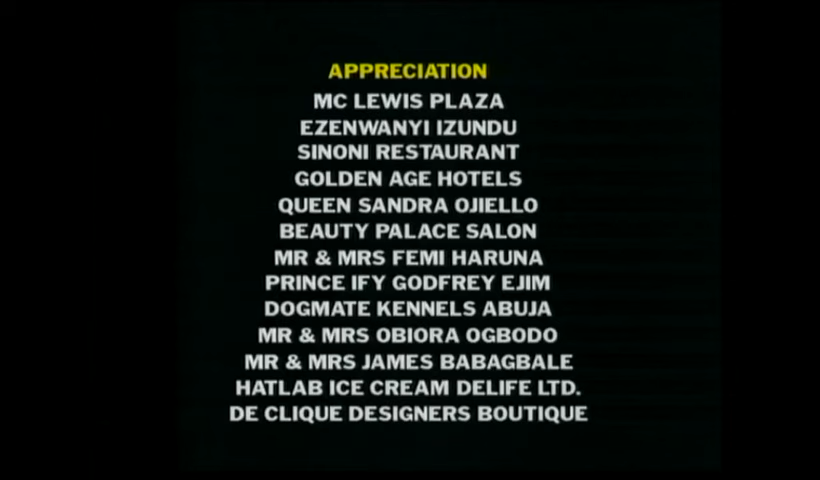 APPRECIATION
MC LEWIS PLAZA
EZENWANYI IZUNDU
SINONI RESTAURANT
GOLDEN AGE HOTELS
QUEEN SANDRA OJIELLO
BEAUTY PALACE SALON
MR & MRS FEMI HARUNA
PRINCE IFY GODFREY EJIM
DOGMATE KENNELS ABUJA
MR & MRS OBIORA OGBODO
MR & MRS JAMES BABAGBALE
HATLAB ICE CREAM DELIFE LTD.
DE CLIQUE DESIGNERS BOUTIQUE